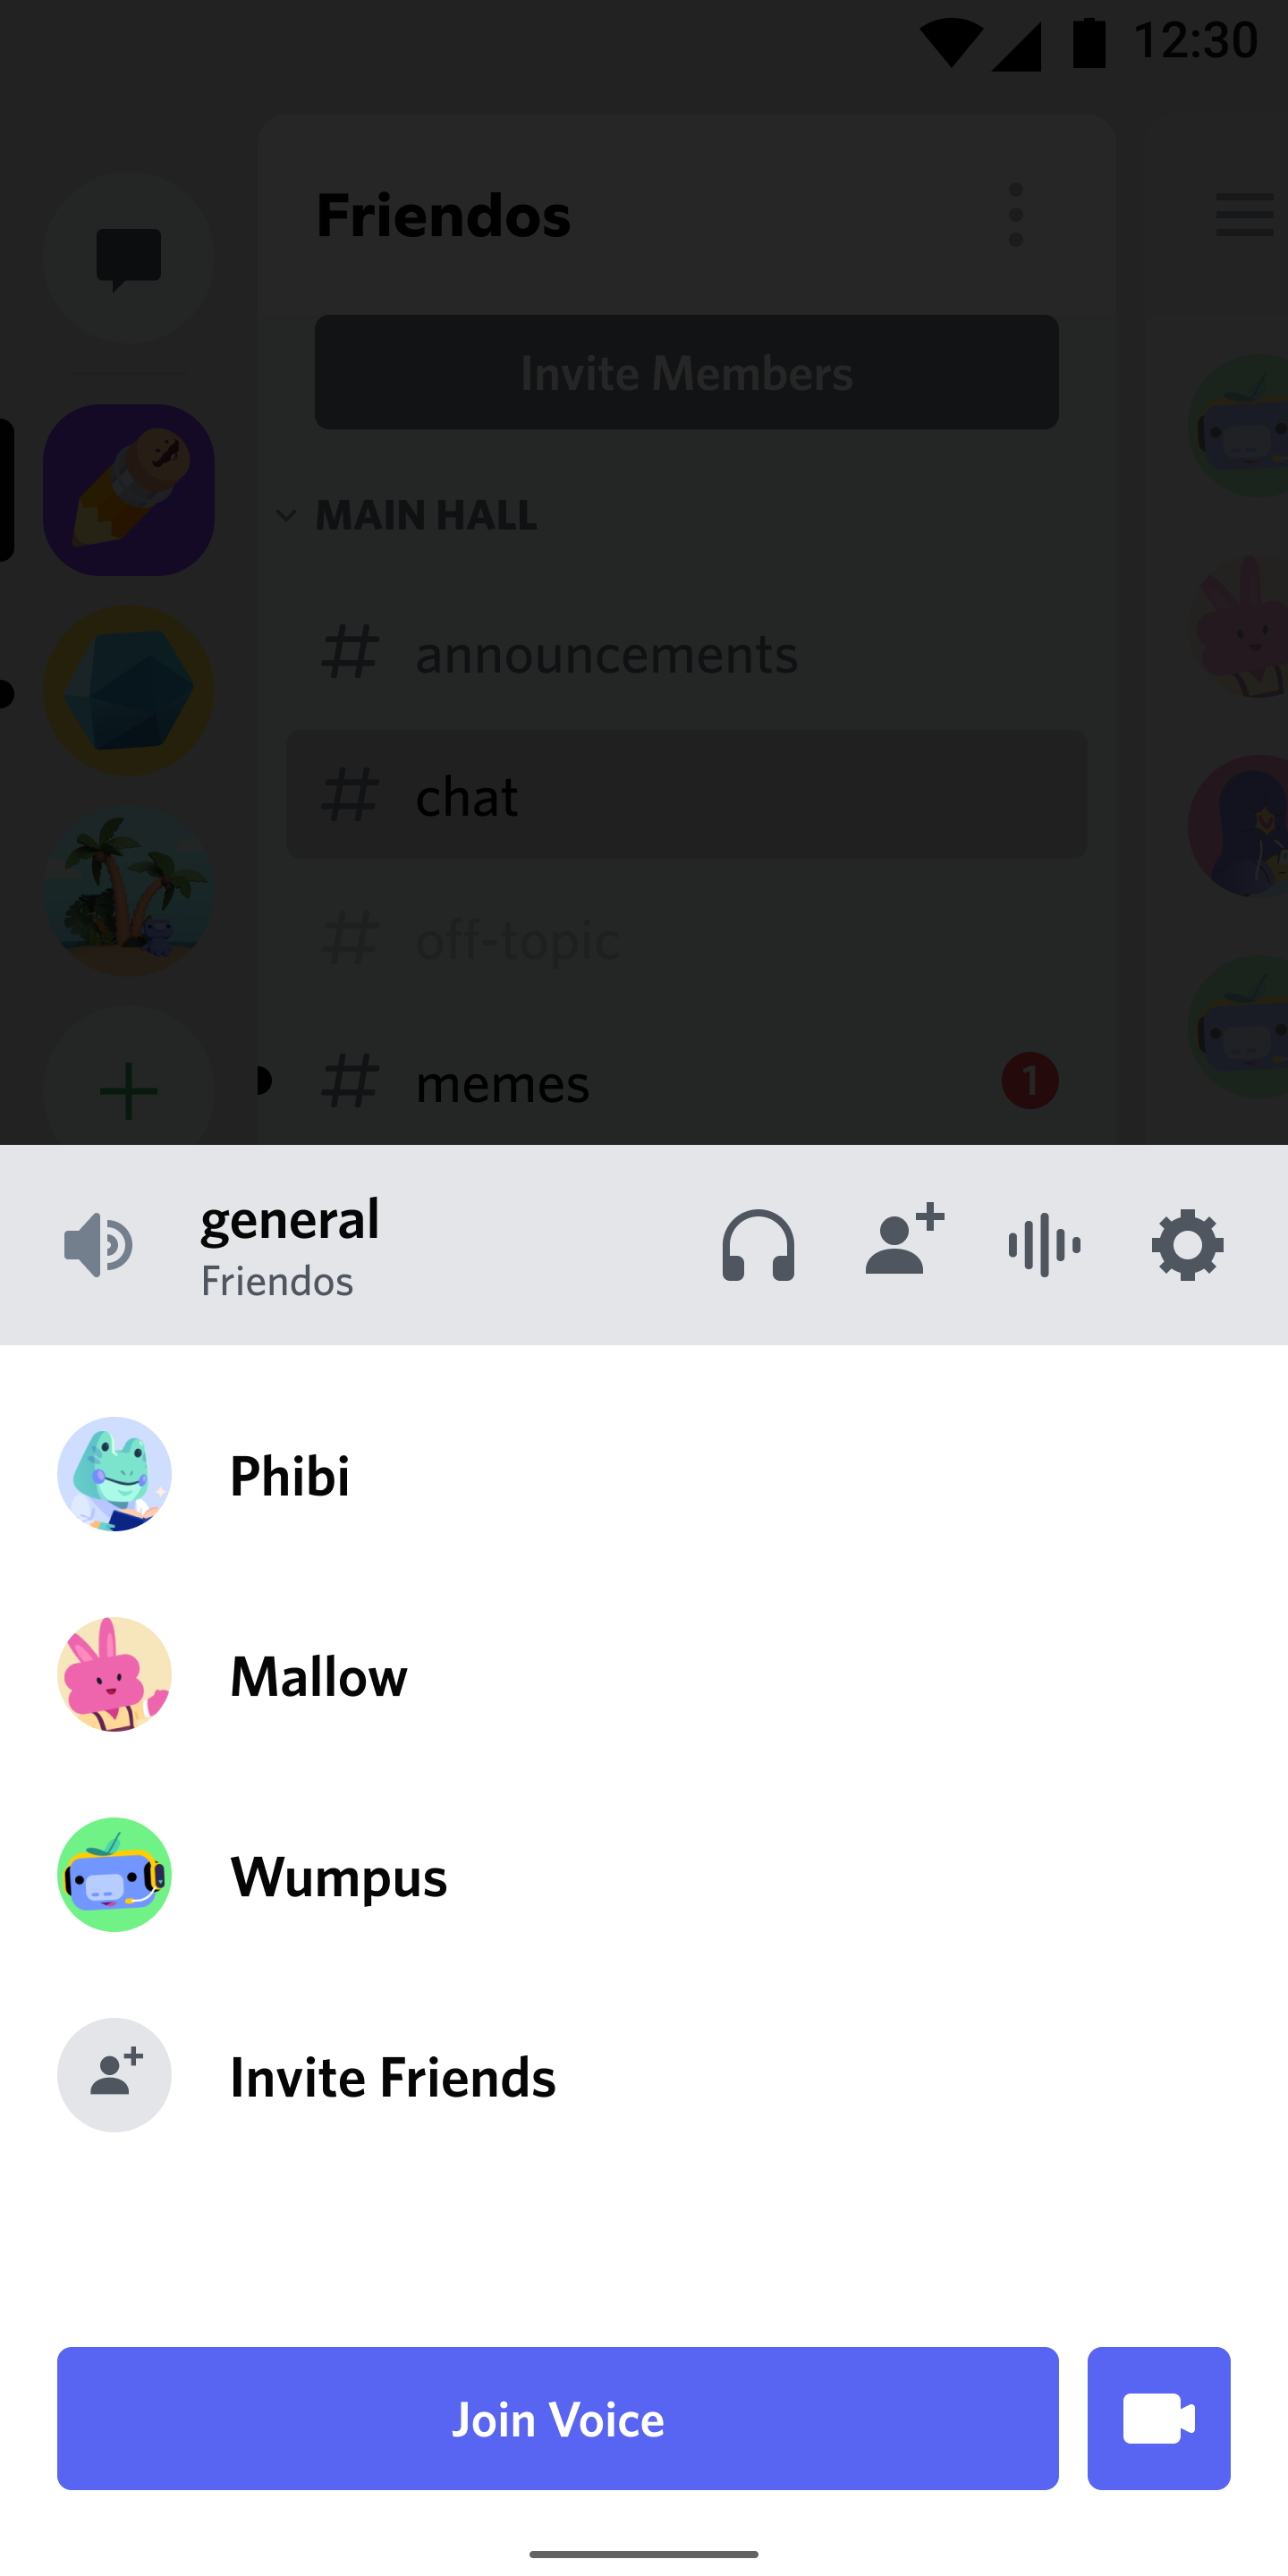 12:30
Friendos
Invite Members
MAIN HALL
announcements
chat
off-topic
memes
1
general
Friendos
Phibi
Mallow
Wumpus
Invite Friends
Join Voice